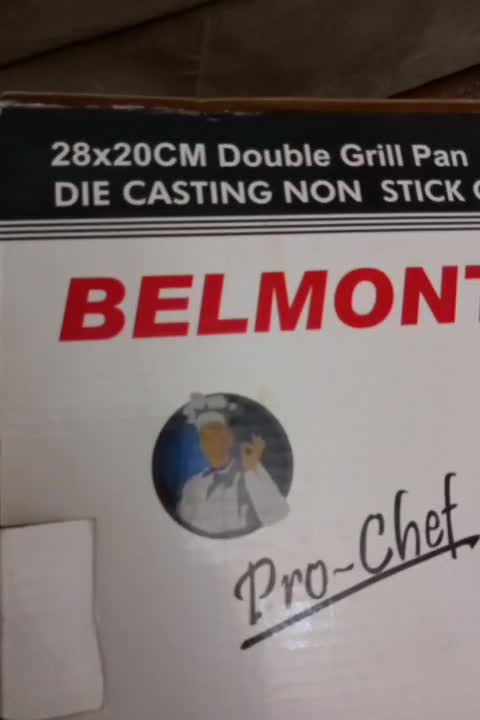 28x20CM Double Grill Pan
DIE CASTING NON STICK
BELMONT
Pro-Chef